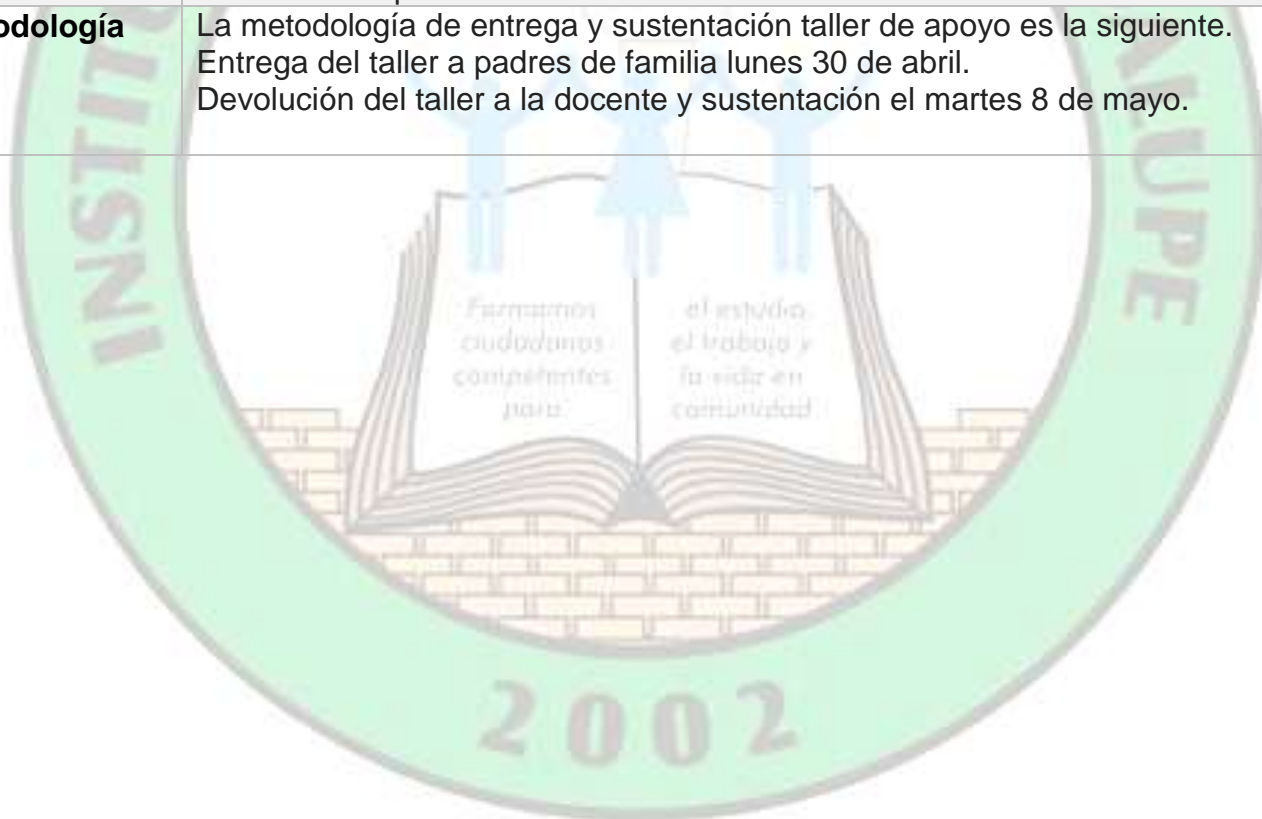 odología
La metodología de entrega y sustentación taller de apoyo es la siguiente.
Entrega del taller a padres de familia lunes 30 de abril.
Devolución del taller a la docente y sustentación el martes 8 de mayo.
INSTITU
ALUPE
Formamos
ciudadanos
competentes
para
el estudio,
el trabajo y
la vida en
comunidad
2002